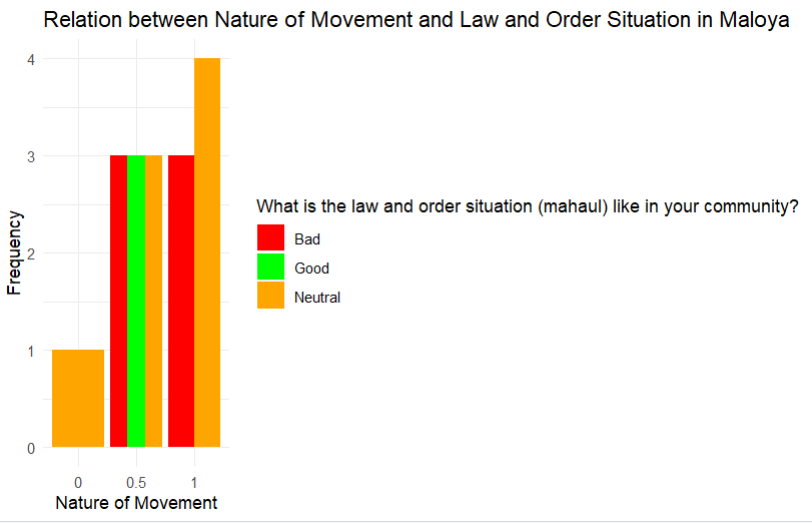 Relation between Nature of Movement and Law and Order Situation in Maloya
4
3
2
1
0
Frequency
0 0.5 1
Nature of Movement
What is the law and order situation (mahaul) like in your community?
Bad
Good
Neutral